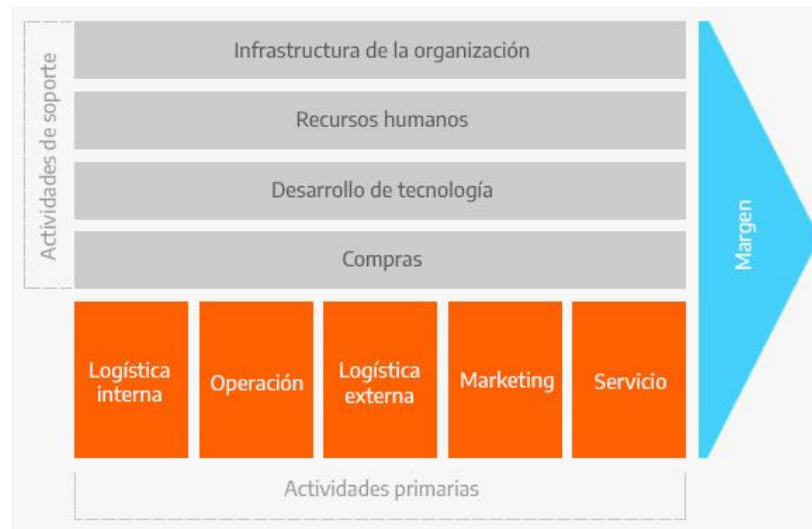 Actividades de soporte
Infrastructura de la organización
Recursos humanos
Desarrollo de tecnología
Compras
Logística
interna
Operación
Logística
externa
Marketing
Servicio
Margen
Actividades primarias